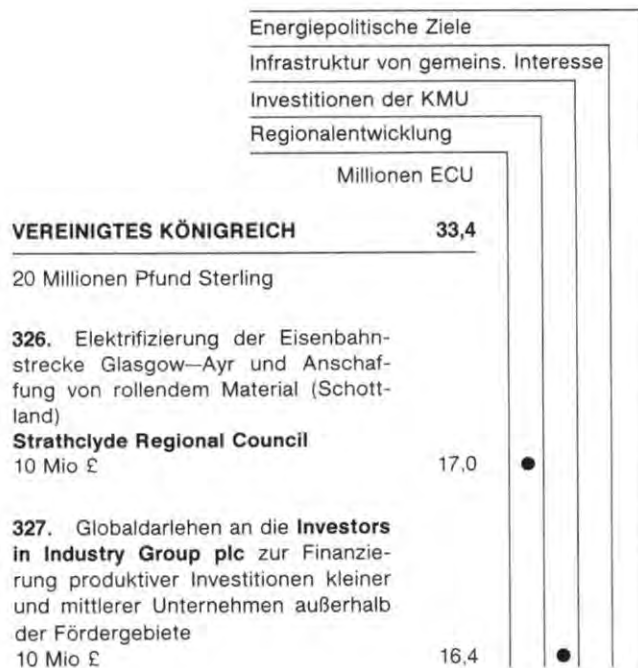 Energiepolitische Ziele
Infrastruktur von gemeins. Interesse
Investitionen der KMU
Regionalentwicklung
Millionen ECU
VEREINIGTES KÖNIGREICH 33,4
20 Millionen Pfund Sterling
326. Elektrifizierung der Eisenbahn-
strecke Glasgow—Ayr und Anschaf-
fung von rollendem Material (Schott-
land)
Strathclyde Regional Council
10 Mio £ 17,0 ●
327. Globaldarlehen an die Investors
in Industry Group plc zur Finanzie-
rung produktiver Investitionen kleiner
und mittlerer Unternehmen außerhalb
der Fördergebiete
10 Mio £ 16,4 ●